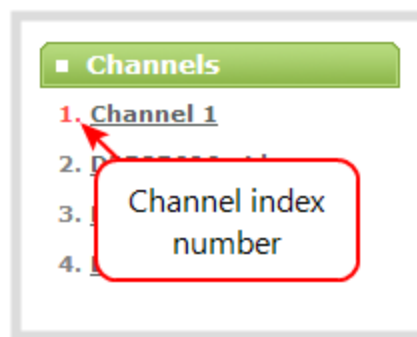 Channels
1. Channel 1
2.
3.
4.
Channel index
number